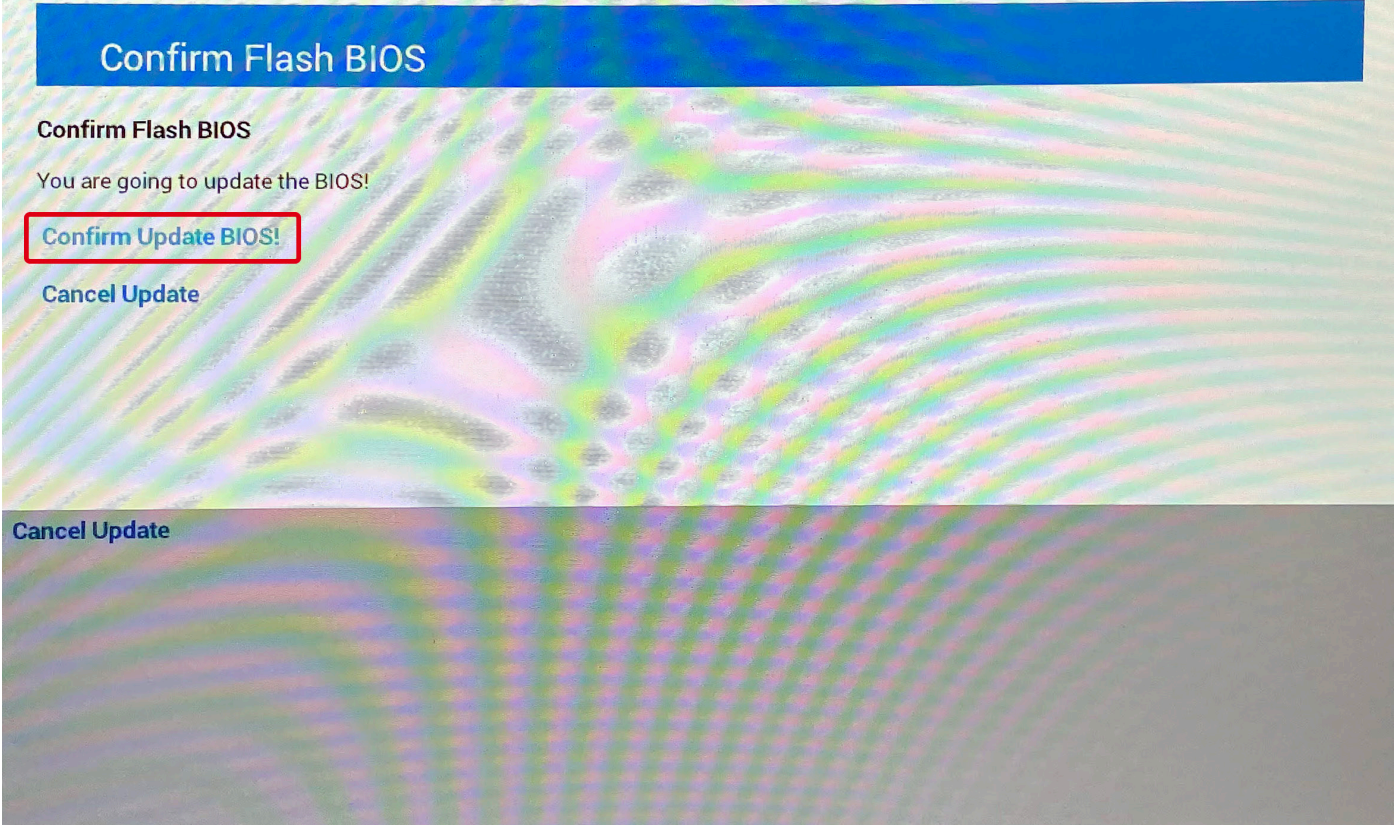 Confirm Flash BIOS
Confirm Flash BIOS
You are going to update the BIOS!
Confirm Update BIOS!
Cancel Update
Cancel Update